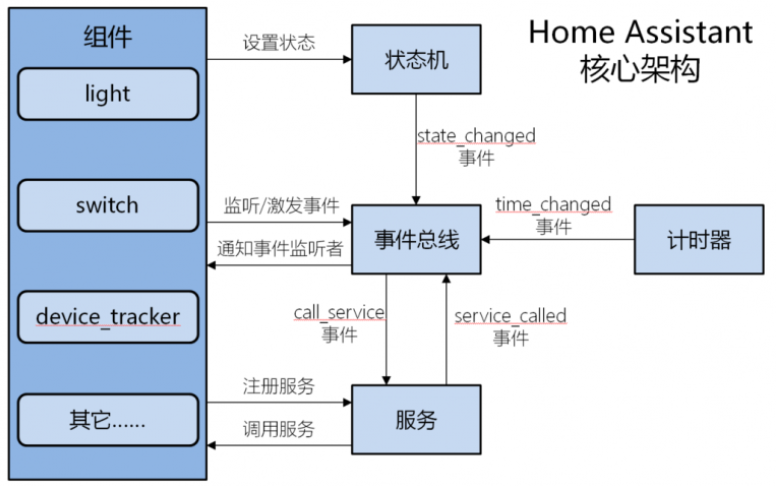 Home Assistant
核心架构
组件
light
switch
device_tracker
其它......
设置状态
状态机
state_changed
事件
监听/激发事件
通知事件监听者
事件总线
time_changed
事件
计时器
call_service
事件
service_called
事件
注册服务
调用服务
服务